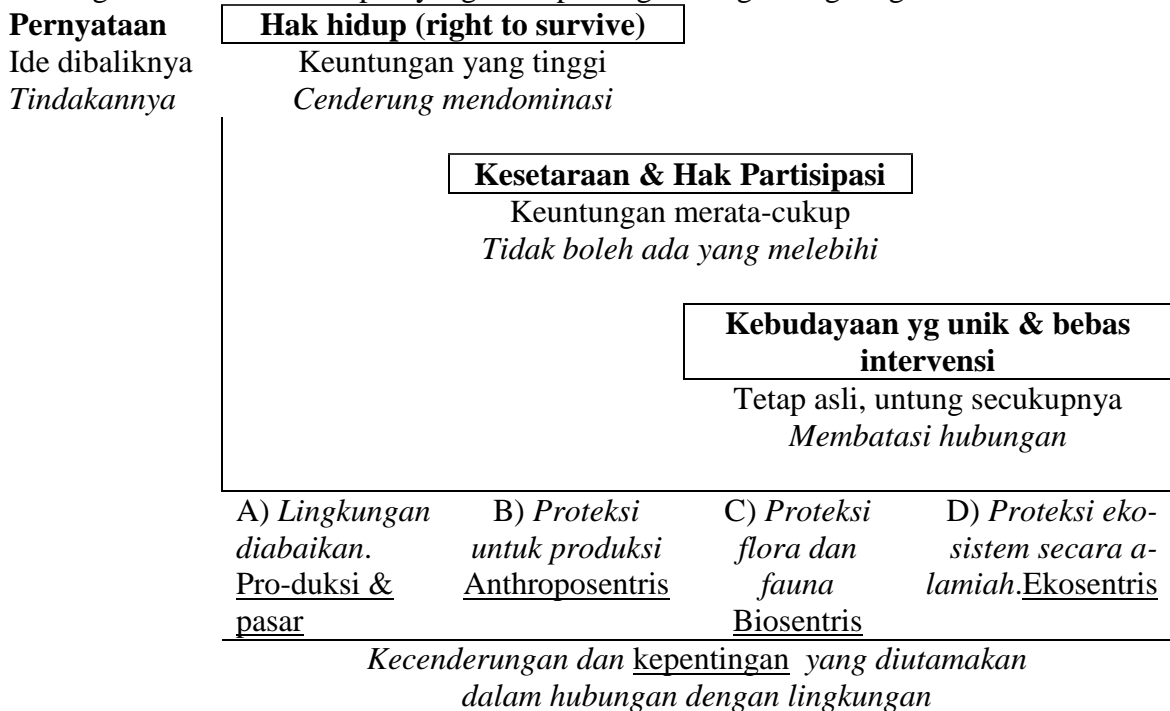 Pernyataan Hak hidup (right to survive)
Ide dibaliknya Keuntungan yang tinggi
Tindakannya Cenderung mendominasi
Kesetaraan & Hak Partisipasi
Keuntungan merata-cukup
Tidak boleh ada yang melebihi
Kebudayaan yg unik & bebas
intervensi
Tetap asli, untung secukupnya
Membatasi hubungan
A) Lingkungan
diabaikan.
Pro-duksi &
pasar
B) Proteksi
untuk produksi
Anthroposentris
C) Proteksi
flora dan
fauna
Biosentris
D) Proteksi eko-
sistem secara a-
lamiah.Ekosentris
Kecenderungan dan kepentingan yang diutamakan
dalam hubungan dengan lingkungan